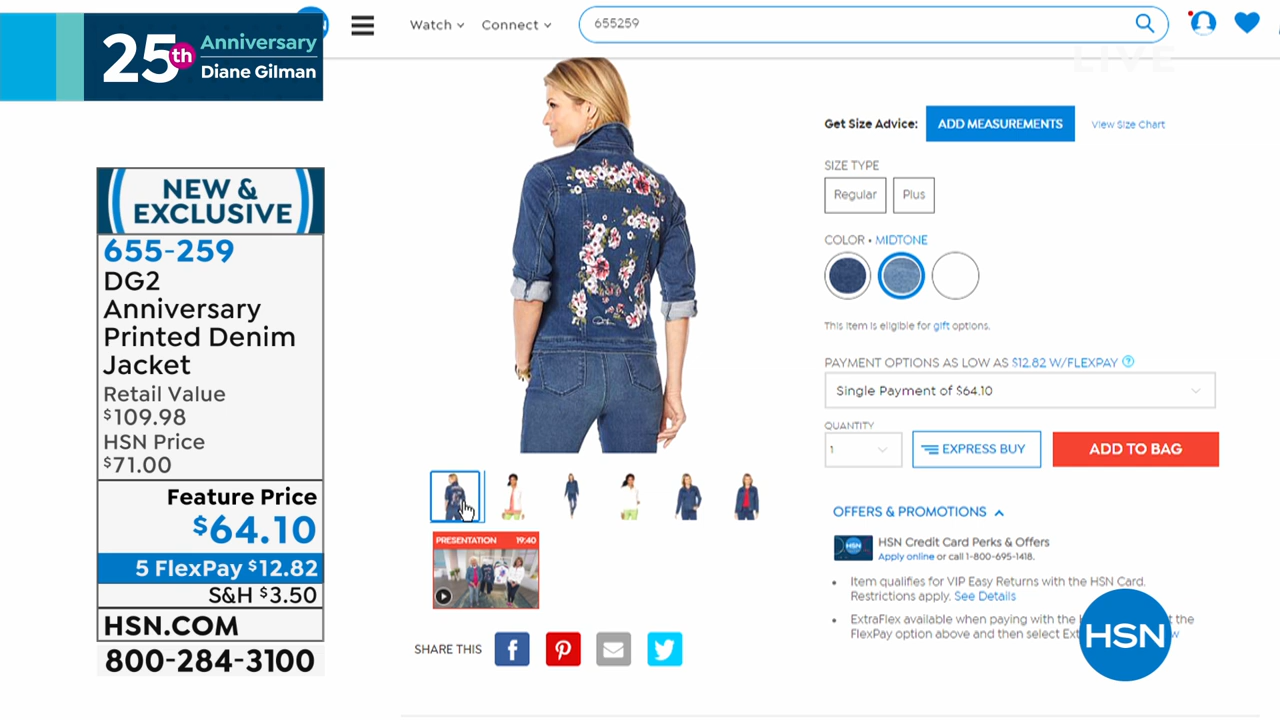 25th
Anniversary
Diane Gilman
Watch
Connect
655259
LIVE
NEW &
EXCLUSIVE
655-259
DG2
Anniversary
Printed Denim
Jacket
Retail Value
$109.98
HSN Price
$71.00
Feature Price
$64.10
5 FlexPay $12.82
S&H $3.50
HSN.COM
800-284-3100
PRESENTATION 19:40
SHARE THIS
Get Size Advice: ADD MEASUREMENTS View Size Chart
SIZE TYPE
Regular Plus
COLOR • MIDTONE
This item is eligible for gift options.
PAYMENT OPTIONS AS LOW AS $12.82 W/FLEXPAY ?
Single Payment of $64.10
QUANTITY
1 EXPRESS BUY ADD TO BAG
OFFERS & PROMOTIONS
HSN
HSN Credit Card Perks & Offers
Apply online or call 1-800-695-1418.
• Item qualifies for VIP Easy Returns with the HSN Card.
Restrictions apply. See Details
• ExtraFlex available when paying with the the
FlexPay option above and then select
HSN